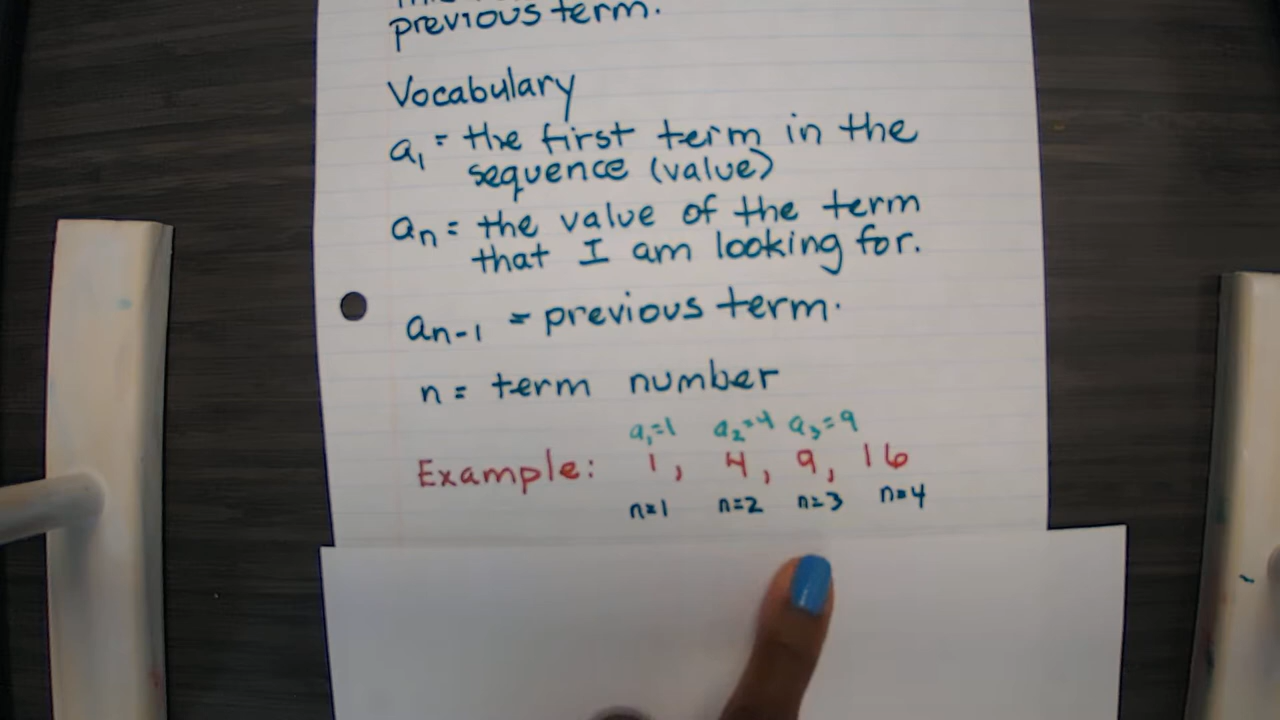 previous term.
Vocabulary
a₁ = the first term in the
sequence (value)
aₙ = the value of the term
that I am looking for.
aₙ₋₁ = previous term.
n = term number
a₁=1 a₂=4 a₃=9
Example: 1, 4, 9, 16
n=1 n=2 n=3 n=4